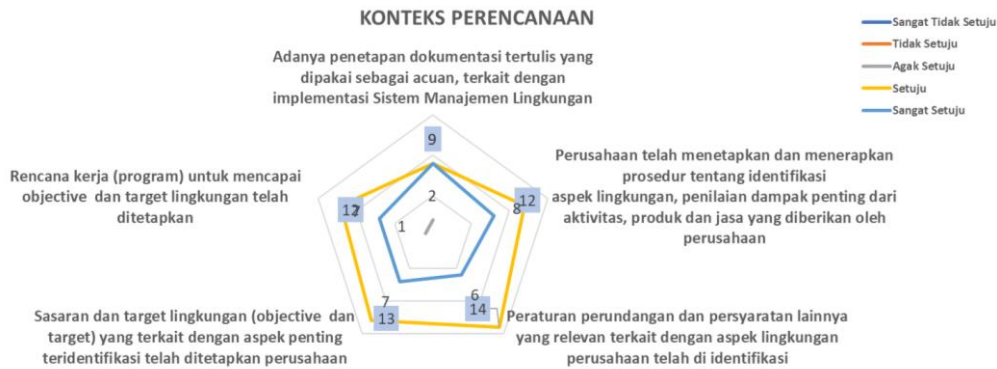 KONTEKS PERENCANAAN
Sangat Tidak Setuju
Tidak Setuju
Agak Setuju
Setuju
Sangat Setuju
Adanya penetapan dokumentasi tertulis yang
dipakai sebagai acuan, terkait dengan
implementasi Sistem Manajemen Lingkungan
9
2
Perusahaan telah menetapkan dan menerapkan
prosedur tentang identifikasi
aspek lingkungan, penilaian dampak penting dari
aktivitas, produk dan jasa yang diberikan oleh
perusahaan
8
12
Rencana kerja (program) untuk mencapai
objective dan target lingkungan telah
ditetapkan
12
7
1
Sasaran dan target lingkungan (objective dan
target) yang terkait dengan aspek penting
teridentifikasi telah ditetapkan perusahaan
7
13
6
14
Peraturan perundangan dan persyaratan lainnya
yang relevan terkait dengan aspek lingkungan
perusahaan telah di identifikasi